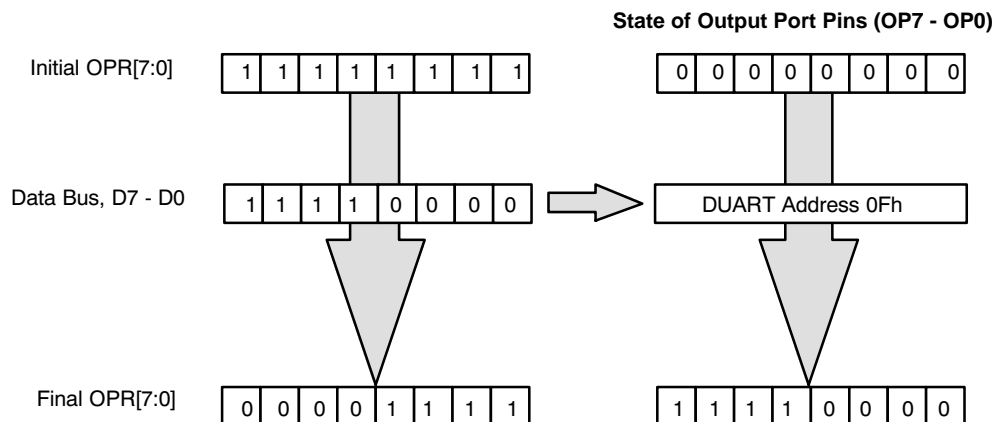 State of Output Port Pins (OP7 - OP0)
Initial OPR[7:0] 1 1 1 1 1 1 1 1 0 0 0 0 0 0 0 0
Data Bus, D7 - D0 1 1 1 1 0 0 0 0 DUART Address 0Fh
Final OPR[7:0] 0 0 0 0 1 1 1 1 1 1 1 1 0 0 0 0